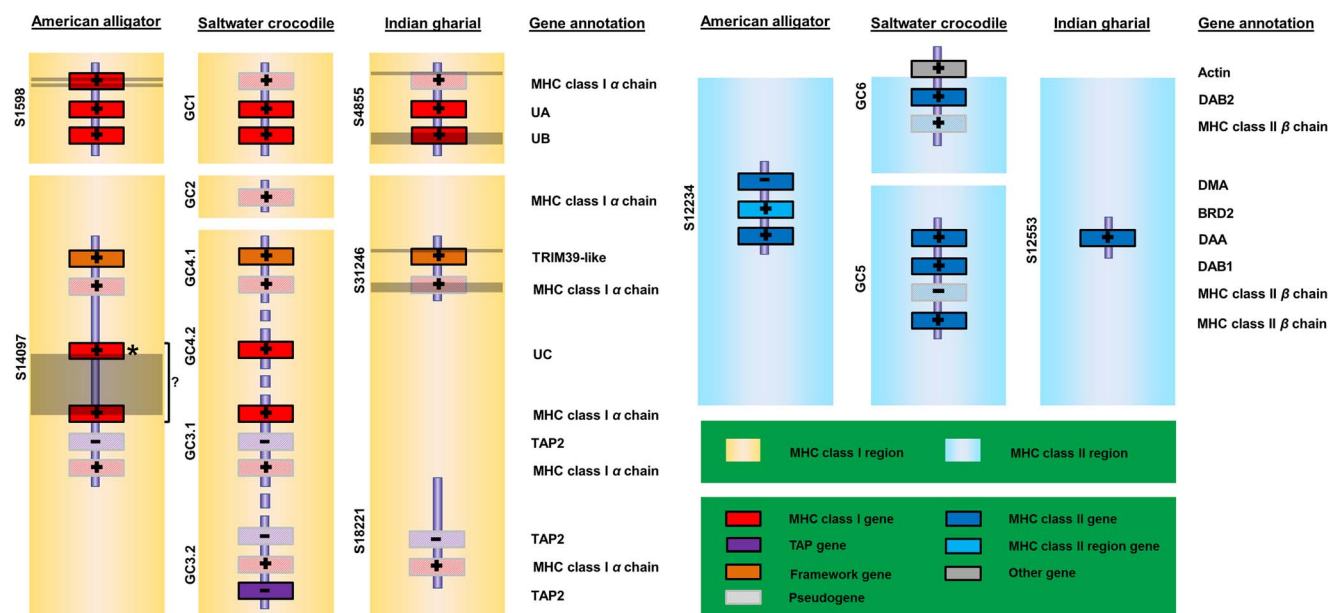 American alligator
Saltwater crocodile
Indian gharial
Gene annotation
S1598
+
+
+
GC1
+
+
+
S4855
+
+
+
MHC class I α chain
UA
UB
GC2
+
MHC class I α chain
S14097
+
+
+ *
?
+
-
+
GC4.1
+
GC4.2
+
+
GC3.1
-
+
GC3.2
-
+
-
S31246
+
+
S18221
-
+
TRIM39-like
MHC class I α chain
UC
MHC class I α chain
TAP2
MHC class I α chain
TAP2
MHC class I α chain
TAP2
American alligator
Saltwater crocodile
Indian gharial
Gene annotation
S12234
-
+
+
GC6
+
+
+
GC5
+
+
-
+
S12553
+
Actin
DAB2
MHC class II β chain
DMA
BRD2
DAA
DAB1
MHC class II β chain
MHC class II β chain
MHC class I region
MHC class II region
MHC class I gene
MHC class II gene
TAP gene
MHC class II region gene
Framework gene
Other gene
Pseudogene